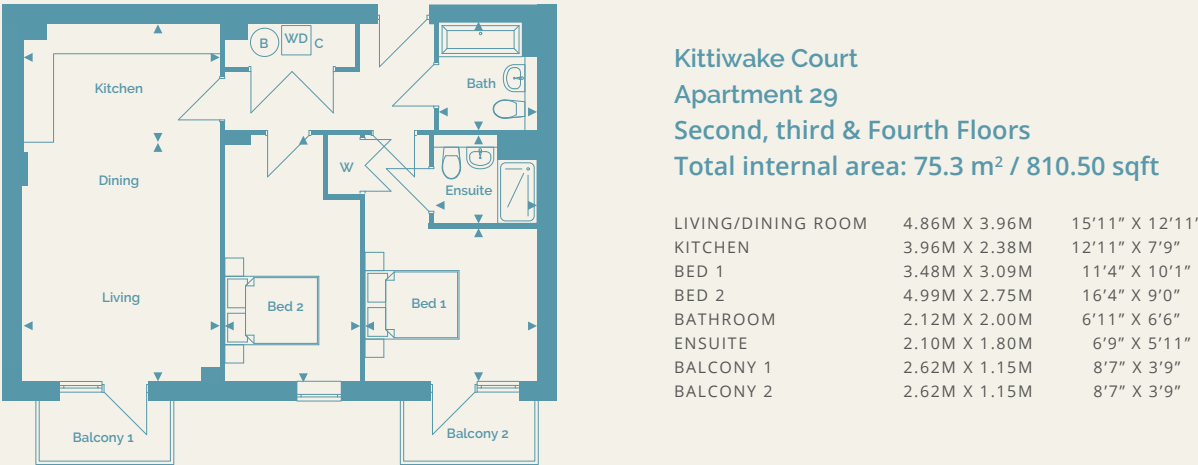 B
WD
C
Kitchen
Bath
Dining
W
Ensuite
Living
Bed 2
Bed 1
Balcony 1
Balcony 2
Kittiwake Court
Apartment 29
Second, third & Fourth Floors
Total internal area: 75.3 m² / 810.50 sqft
LIVING/DINING ROOM 4.86M X 3.96M 15’11” X 12’11”
KITCHEN 3.96M X 2.38M 12’11” X 7’9”
BED 1 3.48M X 3.09M 11’4” X 10’1”
BED 2 4.99M X 2.75M 16’4” X 9’0”
BATHROOM 2.12M X 2.00M 6’11” X 6’6”
ENSUITE 2.10M X 1.80M 6’9” X 5’11”
BALCONY 1 2.62M X 1.15M 8’7” X 3’9”
BALCONY 2 2.62M X 1.15M 8’7” X 3’9”